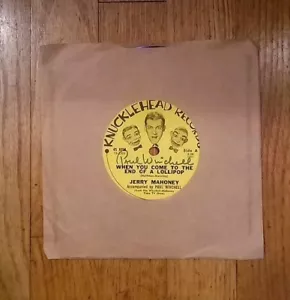 KNUCKLEHEAD RECORDS
Side A
Paul Winchell
WHEN YOU COME TO THE
END OF A LOLLIPOP
JERRY MAHONEY
Accompanied by PAUL WINCHELL